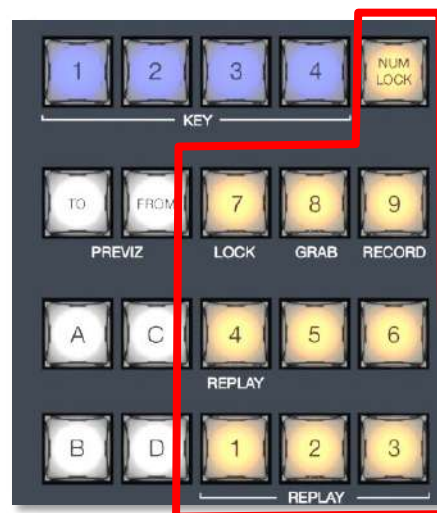 1 2 3 4 NUM LOCK
KEY
TO FROM 7 8 9
PREVIZ LOCK GRAB RECORD
A C 4 5 6
REPLAY
B D 1 2 3
REPLAY